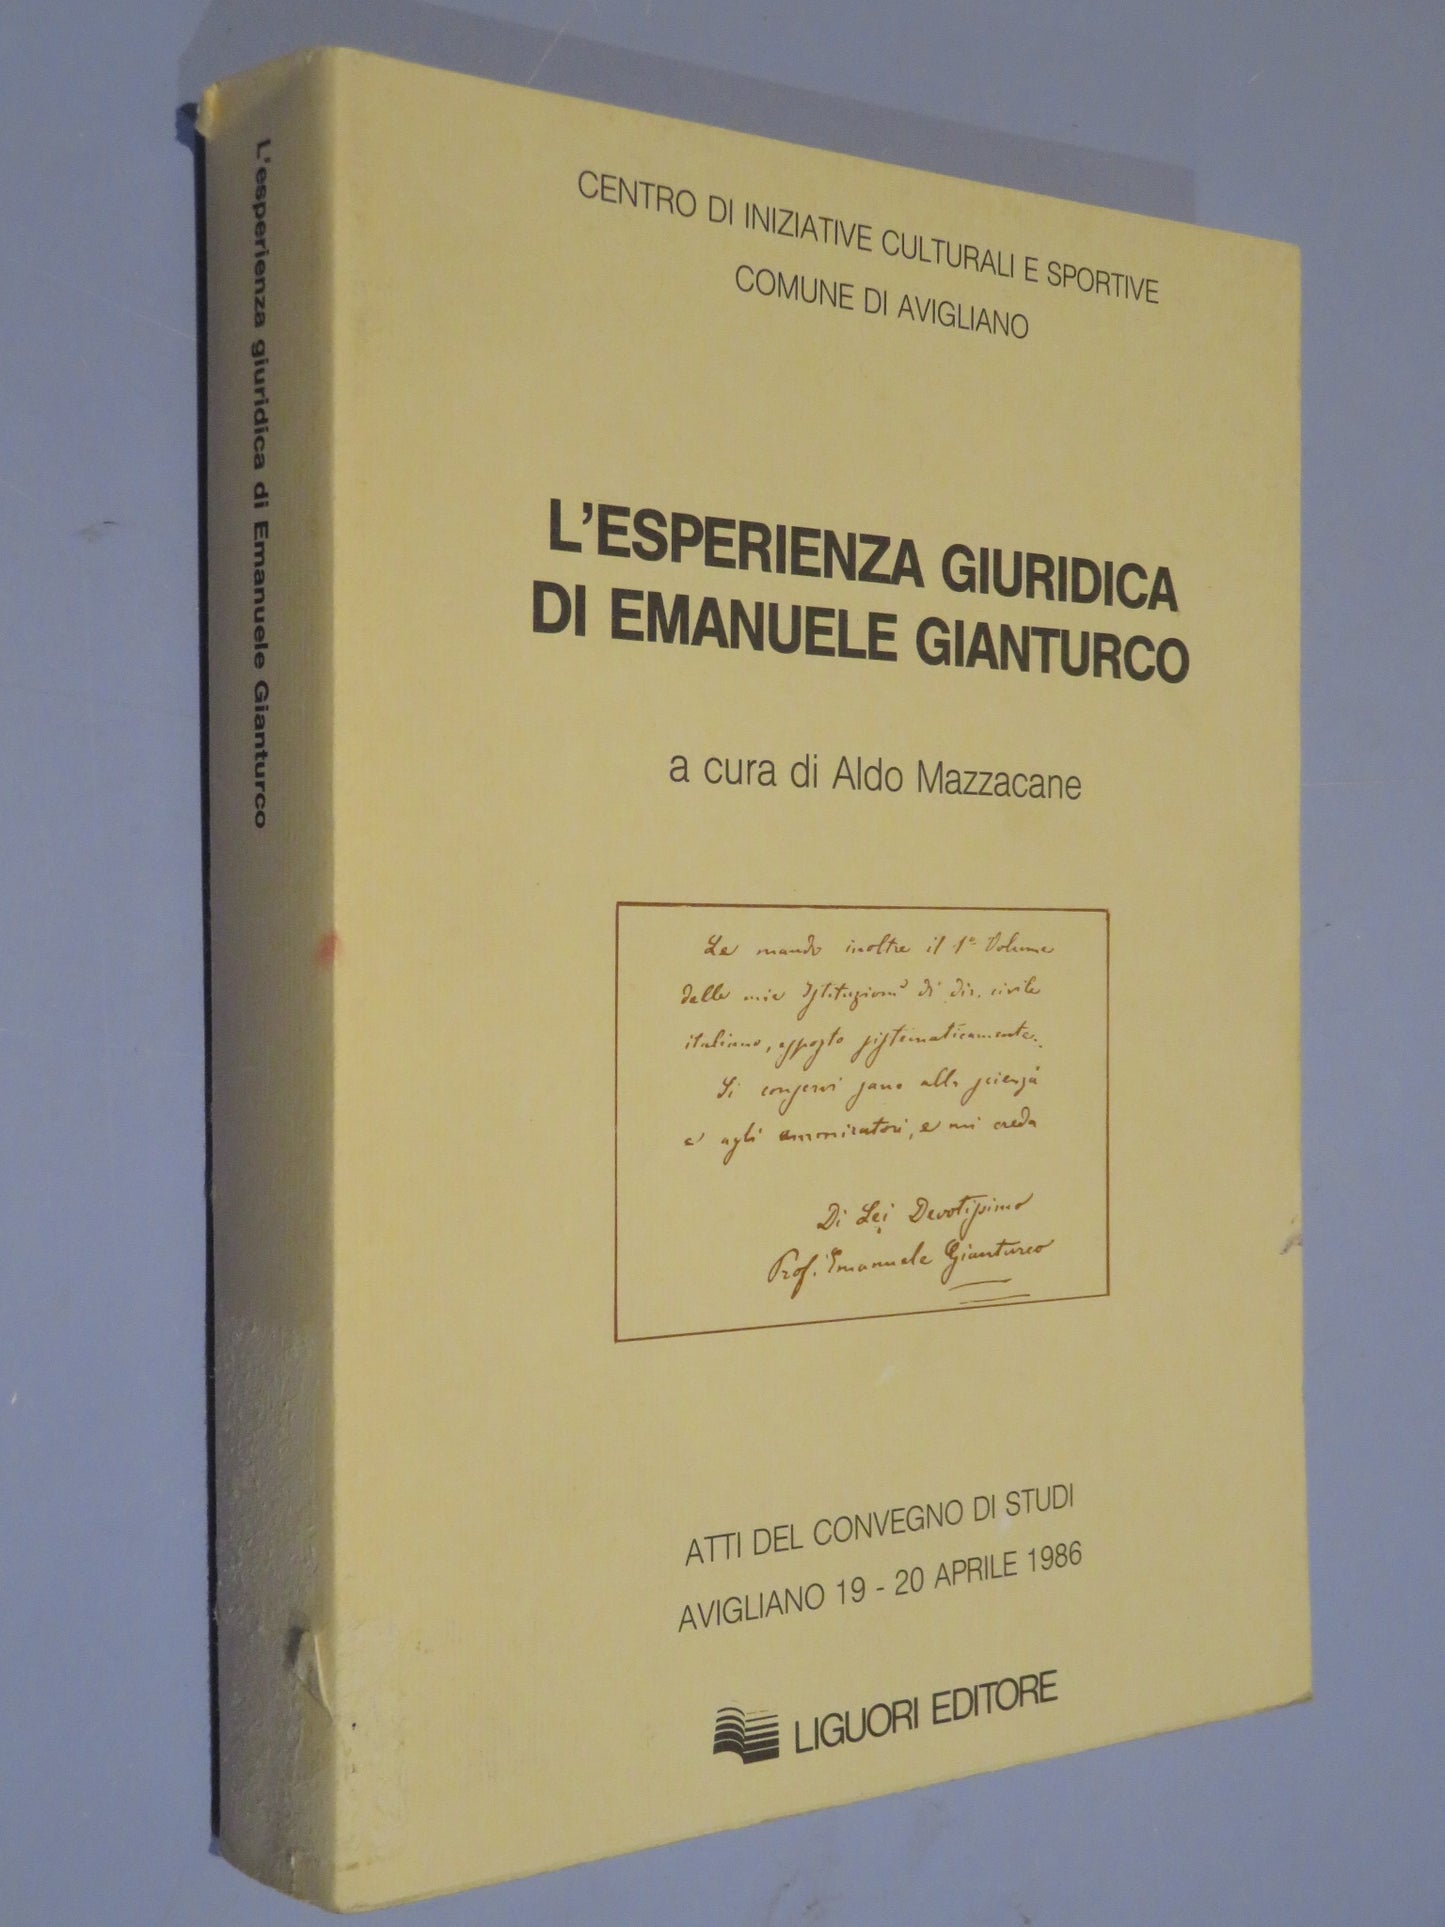 L'esperienza giuridica di Emanuele Gianturco
CENTRO DI INIZIATIVE CULTURALI E SPORTIVE
COMUNE DI AVIGLIANO
L'ESPERIENZA GIURIDICA
DI EMANUELE GIANTURCO
a cura di Aldo Mazzacane
Le mando inoltre il 1º Volume
delle mie Istituzioni di dir. civile
italiano, esposto sistematicamente.
Si conservi sano alla scienza
e agli ammiratori, e mi creda
Di Lei Devotissimo
Prof. Emanuele Gianturco
ATTI DEL CONVEGNO DI STUDI
AVIGLIANO 19 - 20 APRILE 1986
LIGUORI EDITORE